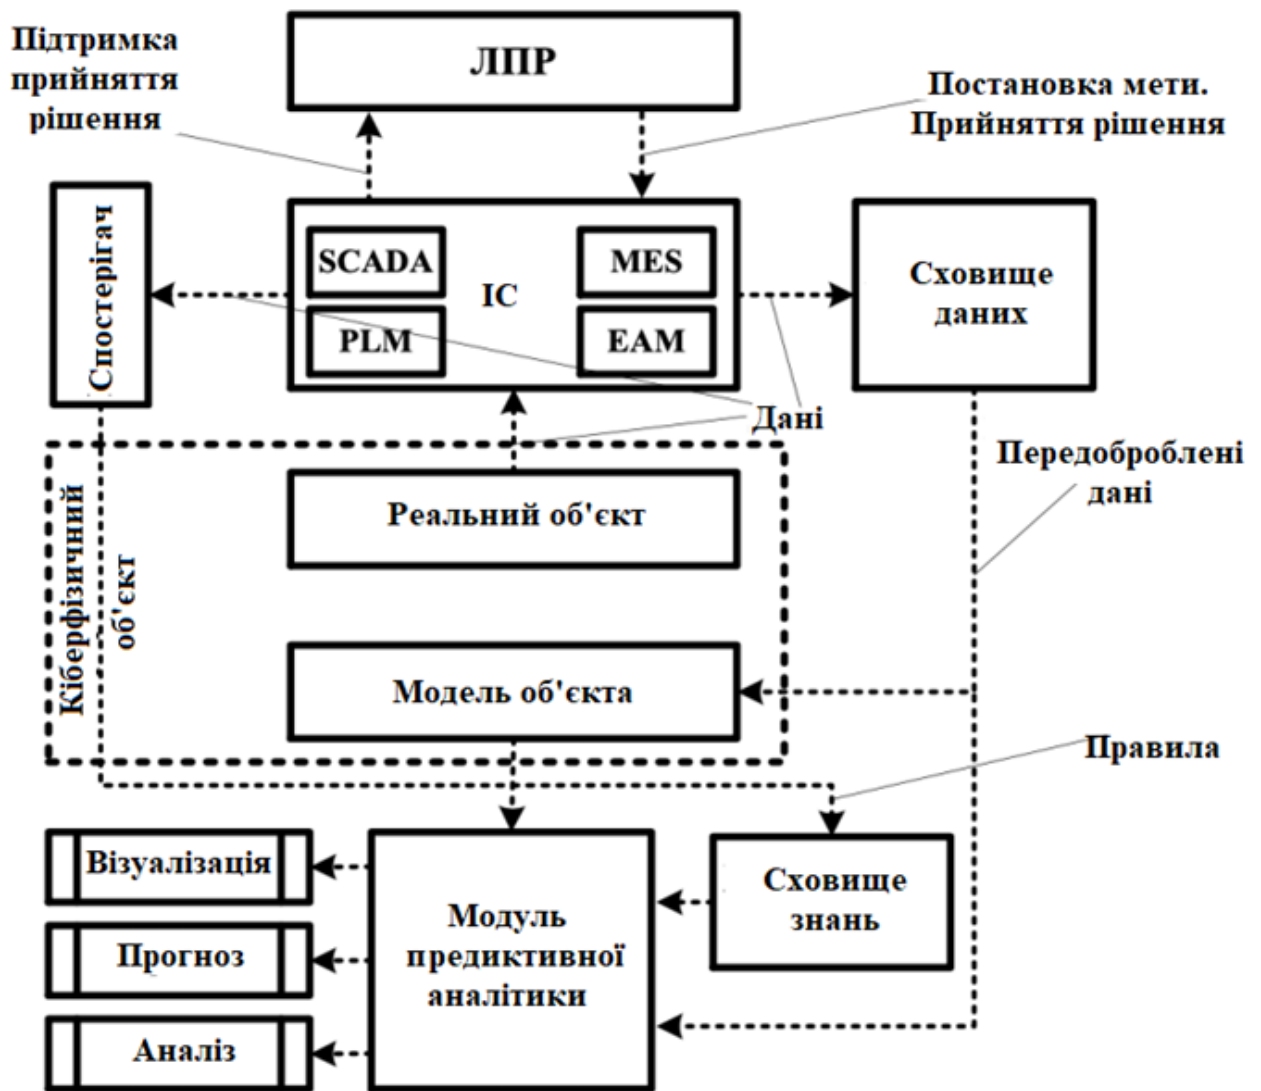 Підтримка
прийняття
рішення
ЛПР
Постановка мети.
Прийняття рішення
Спостерігач
SCADA
MES
ІС
PLM
EAM
Сховище
даних
Дані
Передоброблені
дані
Кіберфізичний
об'єкт
Реальний об'єкт
Модель об'єкта
Правила
Візуалізація
Прогноз
Аналіз
Модуль
предиктивної
аналітики
Сховище
знань